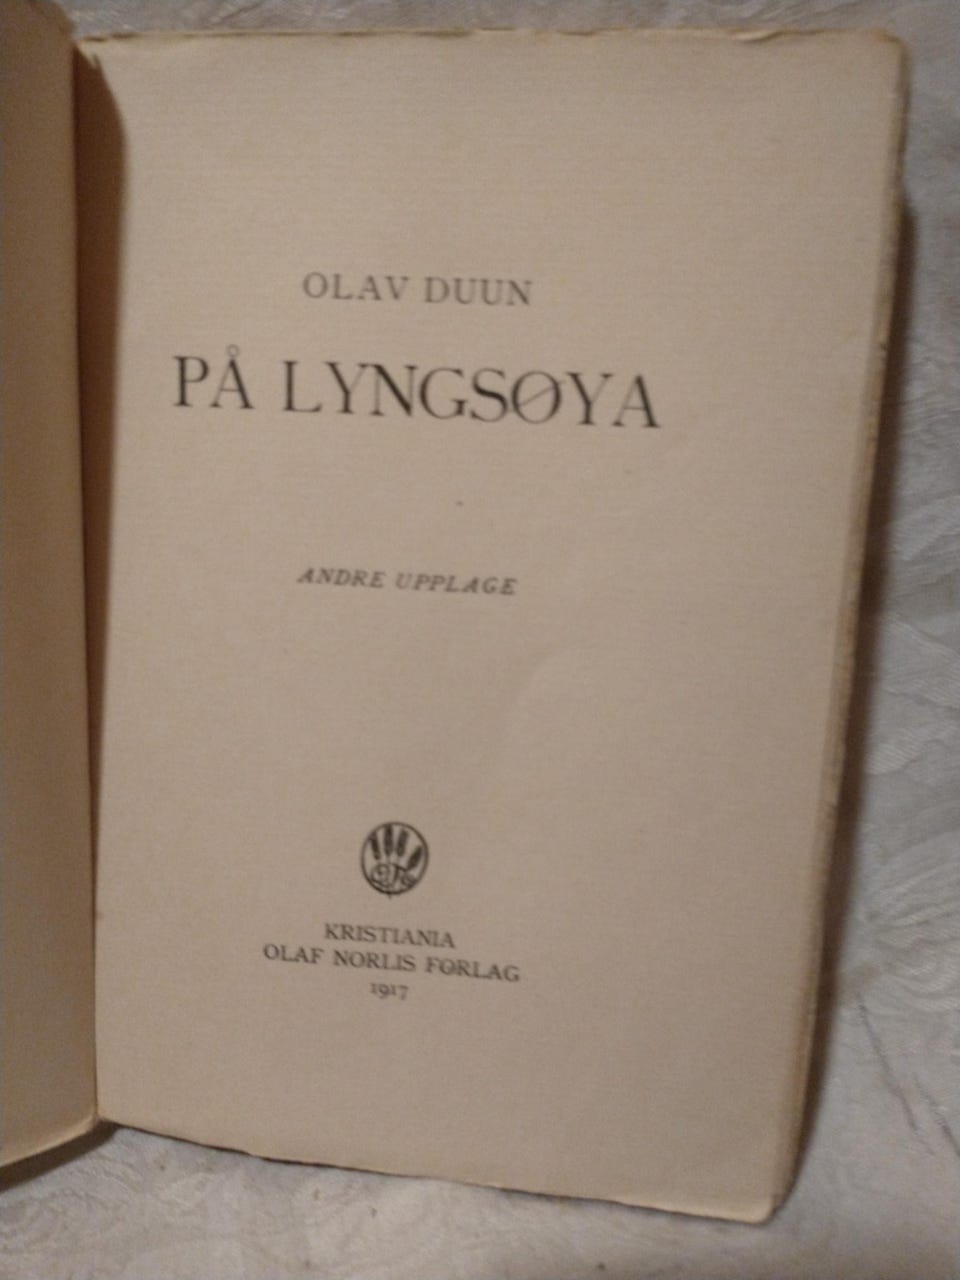 OLAV DUUN
PÅ LYNGSØYA
ANDRE UPPLAGE
KRISTIANIA
OLAF NORLIS FORLAG
1917